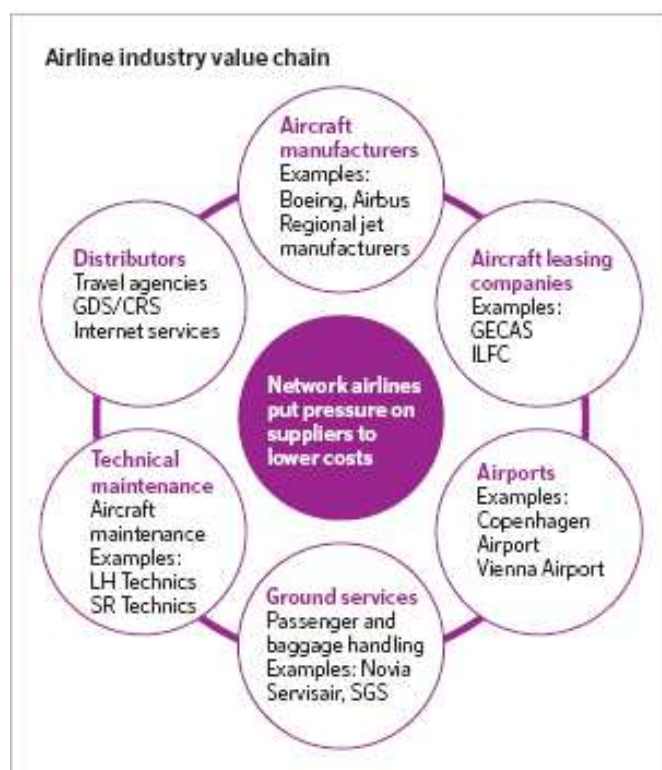 Airline industry value chain
Aircraft
manufacturers
Examples:
Boeing, Airbus
Regional jet
manufacturers
Distributors
Travel agencies
GDS/CRS
Internet services
Aircraft leasing
companies
Examples:
GECAS
ILFC
Network airlines
put pressure on
suppliers to
lower costs
Technical
maintenance
Aircraft
maintenance
Examples:
LH Technics
SR Technics
Airports
Examples:
Copenhagen
Airport
Vienna Airport
Ground services
Passenger and
baggage handling
Examples: Novia
Servisair, SGS